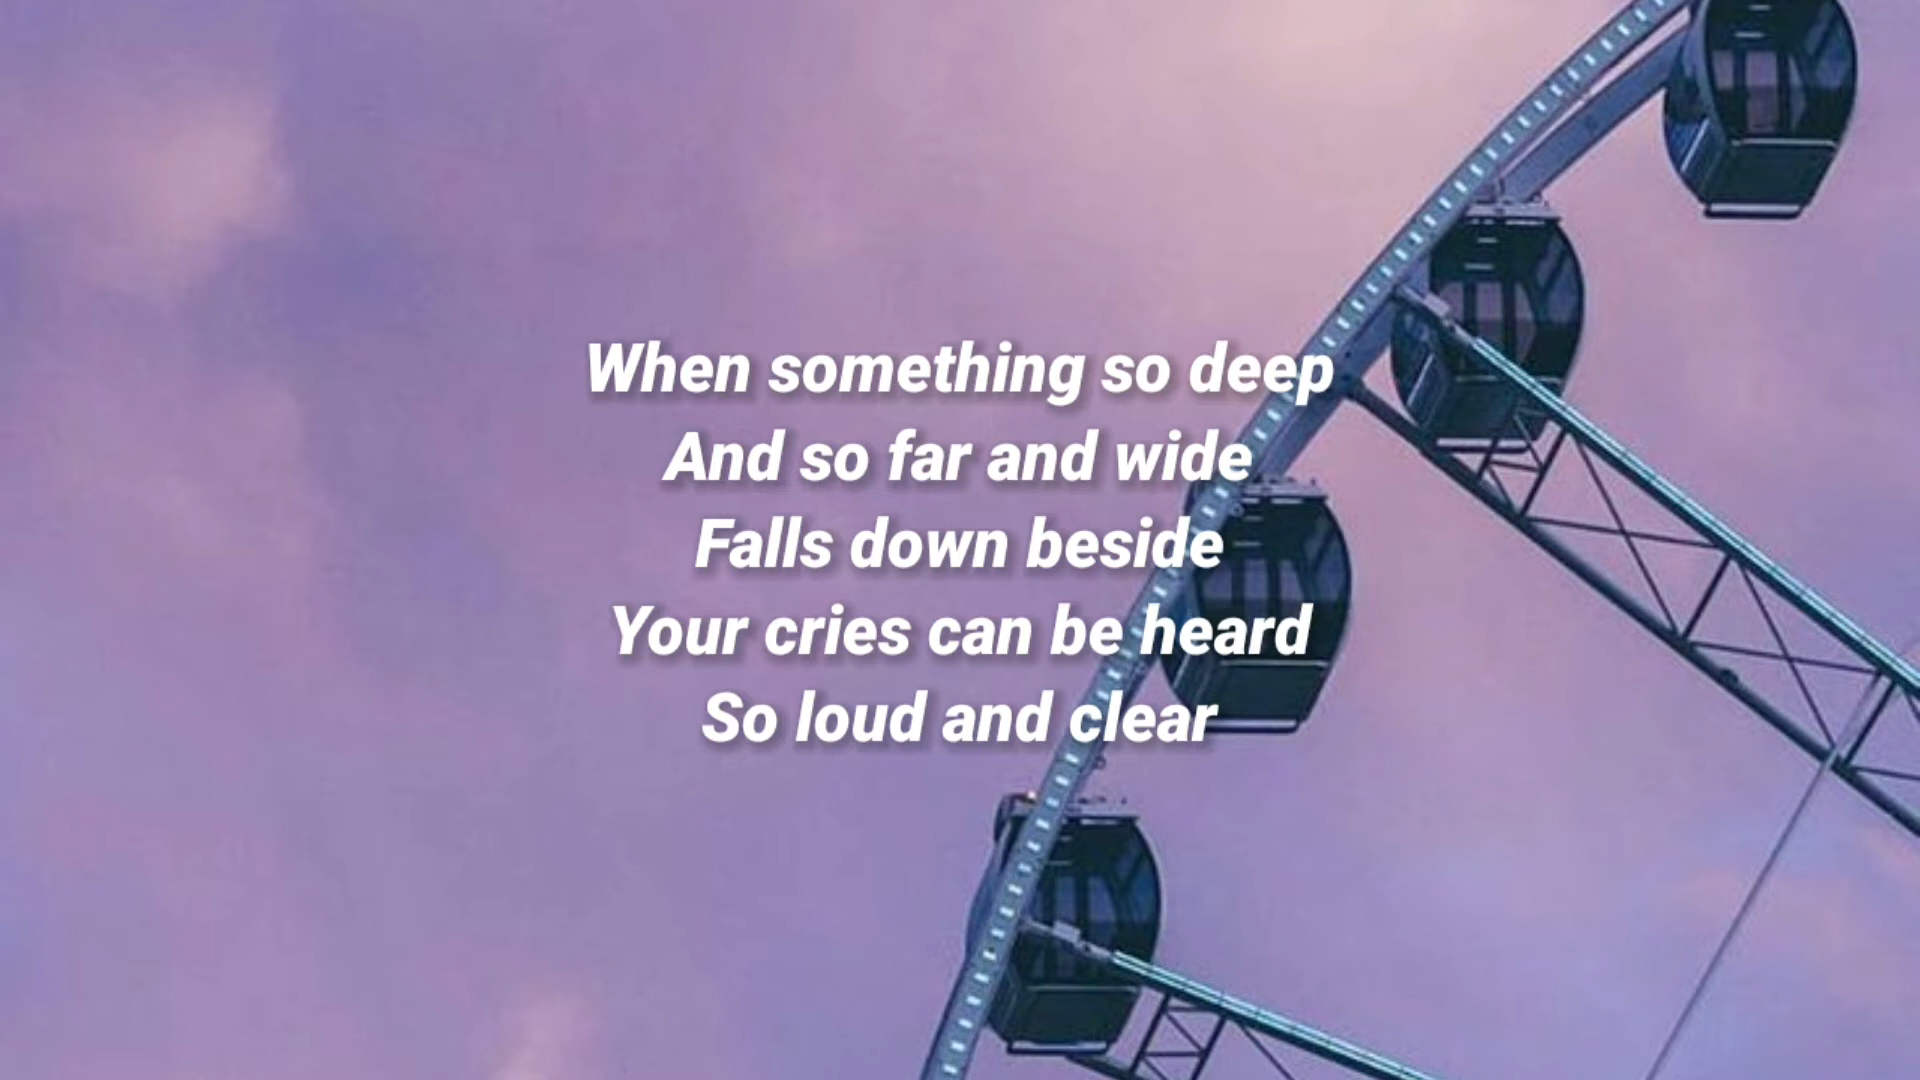 When something so deep
And so far and wide
Falls down beside
Your cries can be heard
So loud and clear